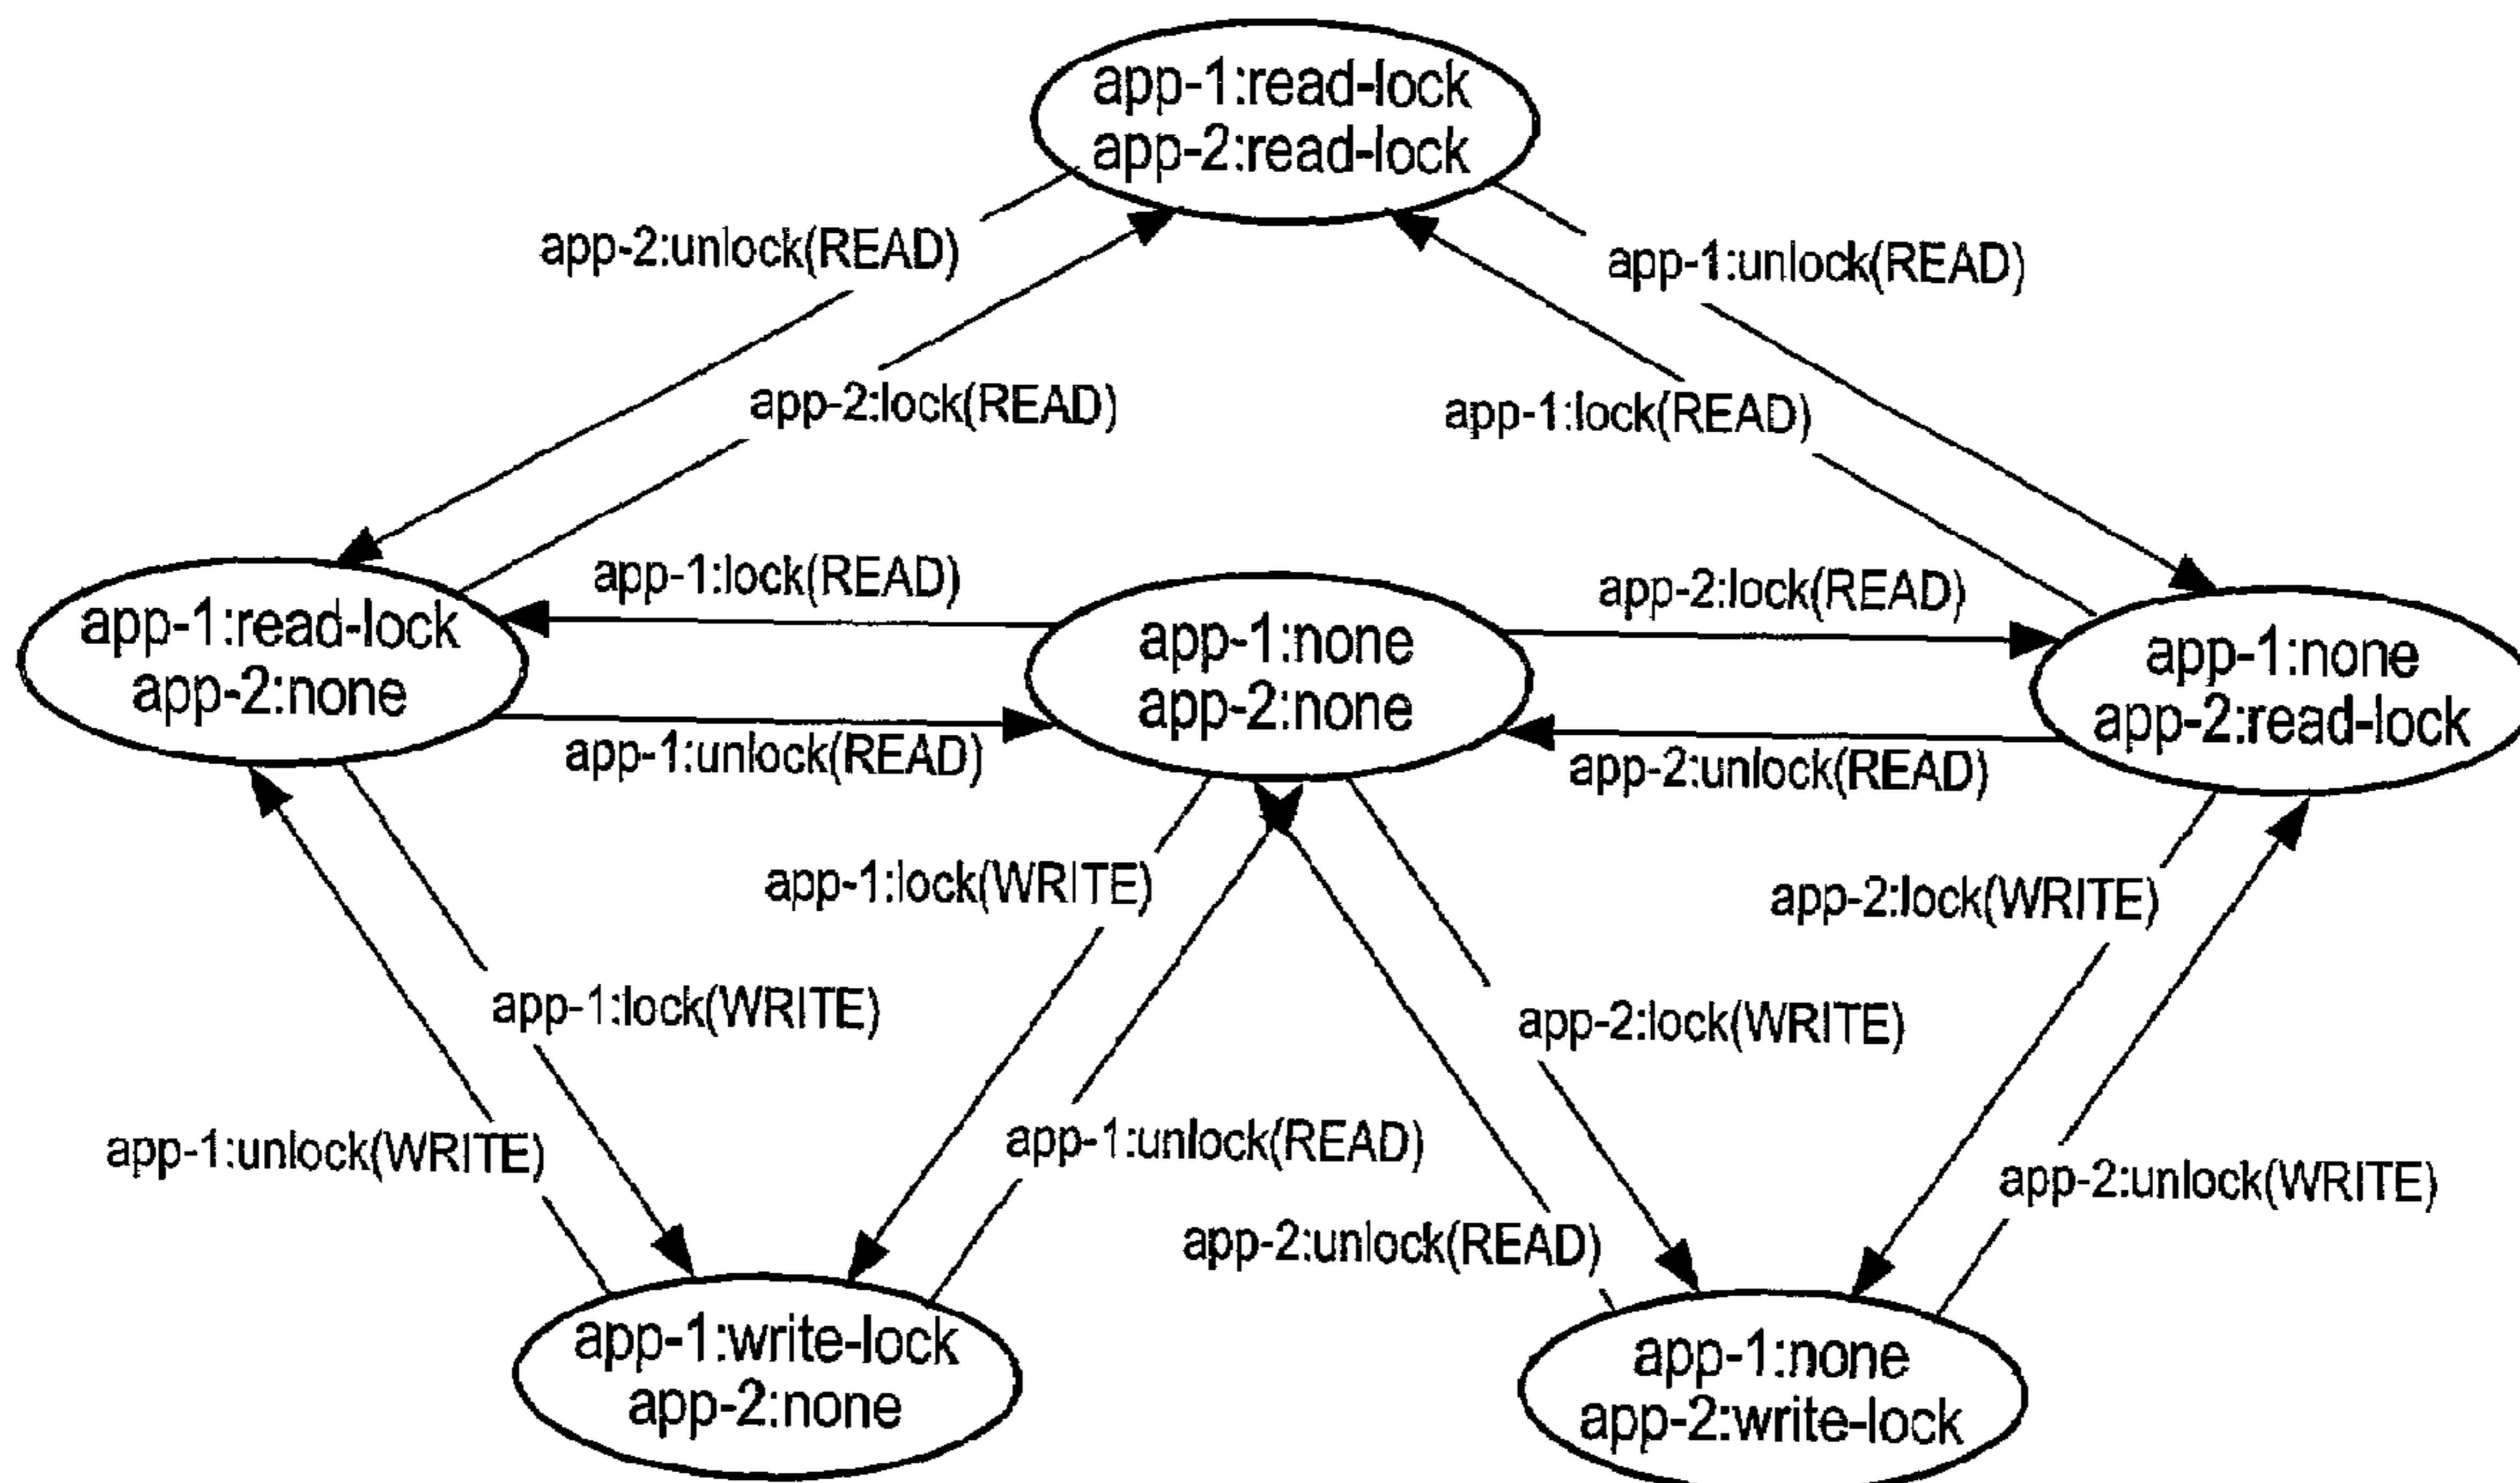 app-1:read-lock
app-2:read-lock
app-2:unlock(READ)
app-1:unlock(READ)
app-2:lock(READ)
app-1:lock(READ)
app-1:lock(READ)
app-2:lock(READ)
app-1:read-lock
app-2:none
app-1:none
app-2:none
app-1:none
app-2:read-lock
app-1:unlock(READ)
app-2:unlock(READ)
app-1:lock(WRITE)
app-2:lock(WRITE)
app-1:lock(WRITE)
app-2:lock(WRITE)
app-1:unlock(WRITE)
app-1:unlock(READ)
app-2:unlock(WRITE)
app-2:unlock(READ)
app-1:write-lock
app-2:none
app-1:none
app-2:write-lock